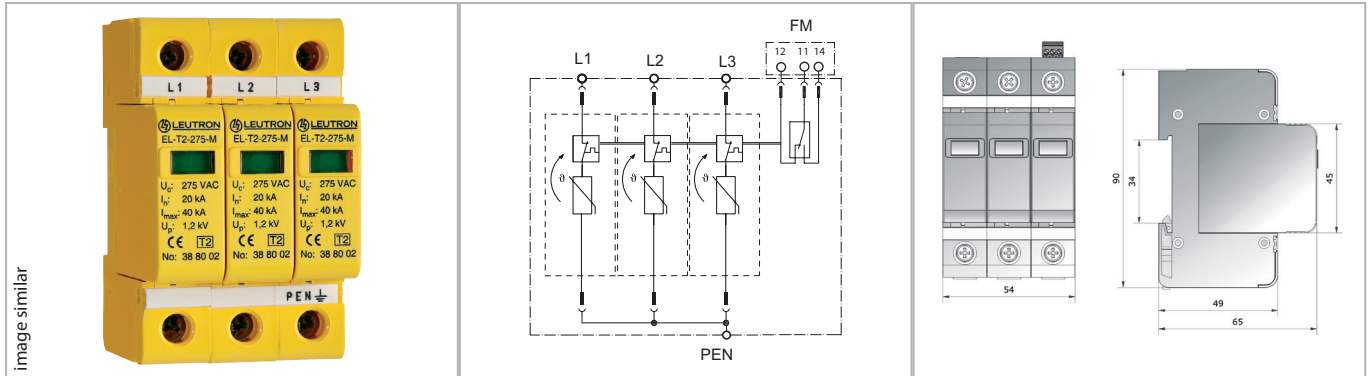 image similar
L1 L2 L3
LEUTRON LEUTRON LEUTRON
EL-T2-275-M EL-T2-275-M EL-T2-275-M
Uc: 275 VAC Uc: 275 VAC Uc: 275 VAC
In: 20 kA In: 20 kA In: 20 kA
Imax: 40 kA Imax: 40 kA Imax: 40 kA
Up: 1,2 kV Up: 1,2 kV Up: 1,2 kV
CE T2 CE T2 CE T2
No: 38 80 02 No: 38 80 02 No: 38 80 02
PEN
FM
12 11 14
L1 L2 L3
ϑ ϑ ϑ
PEN
90
34
45
54
49
65